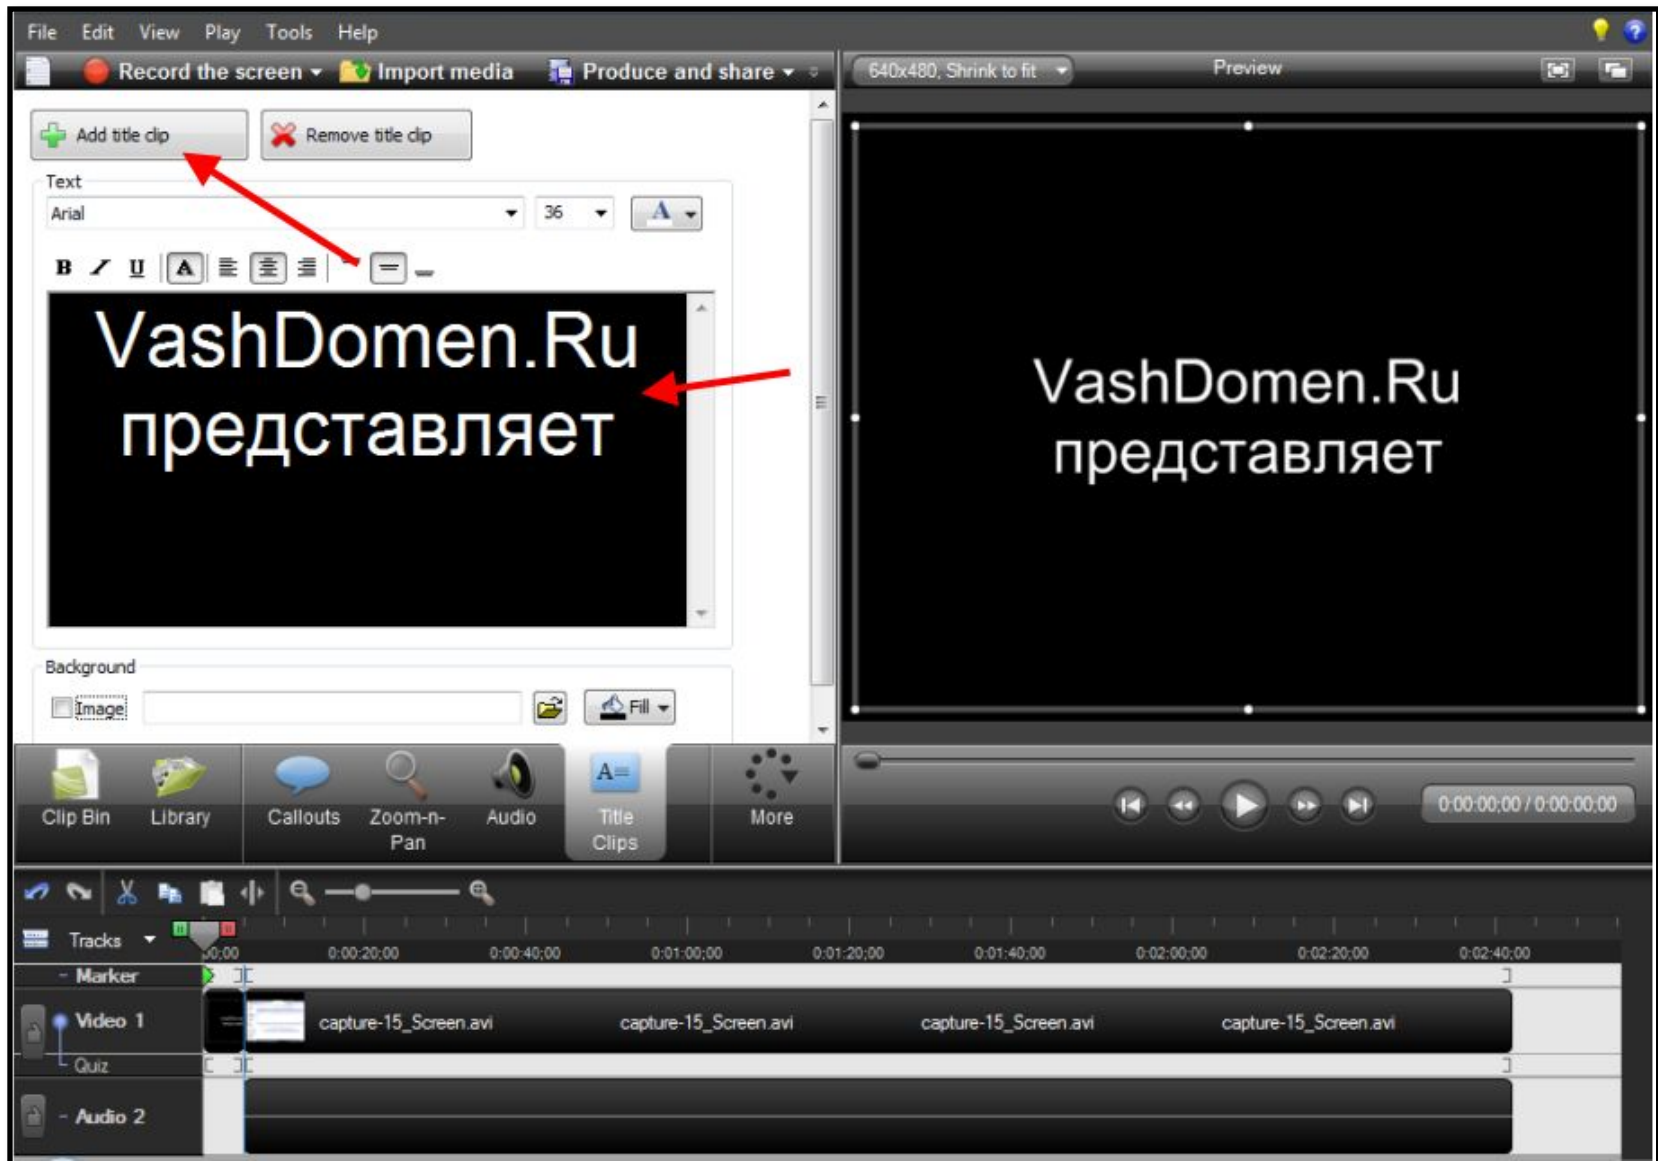 File Edit View Play Tools Help
Record the screen Import media Produce and share
640x480, Shrink to fit Preview
Add title clip Remove title clip
Text
Arial 36 A
B I U A
VashDomen.Ru
представляет
VashDomen.Ru
представляет
Background
Image Fill
Clip Bin Library Callouts Zoom-n-Pan Audio Title Clips More
0:00:00;00 / 0:00:00;00
Tracks 00;00 0:00:20;00 0:00:40;00 0:01:00;00 0:01:20;00 0:01:40;00 0:02:00;00 0:02:20;00 0:02:40;00
- Marker
Video 1 capture-15_Screen.avi capture-15_Screen.avi capture-15_Screen.avi capture-15_Screen.avi
Quiz
- Audio 2